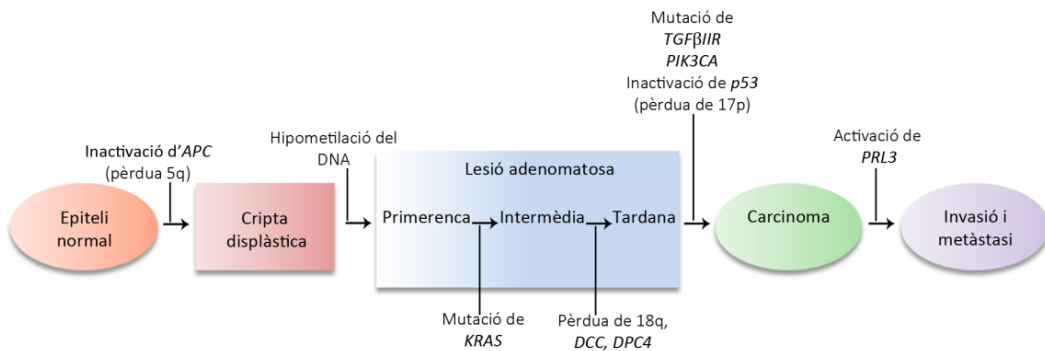 Mutació de
TGFβIIR
PIK3CA
Inactivació de p53
(pèrdua de 17p)
Inactivació d'APC
(pèrdua 5q)
Hipometilació del
DNA
Activació de
PRL3
Lesió adenomatosa
Epiteli
normal
Cripta
displàstica
Primerenca
Intermèdia
Tardana
Carcinoma
Invasió i
metàstasi
Mutació de
KRAS
Pèrdua de 18q,
DCC, DPC4